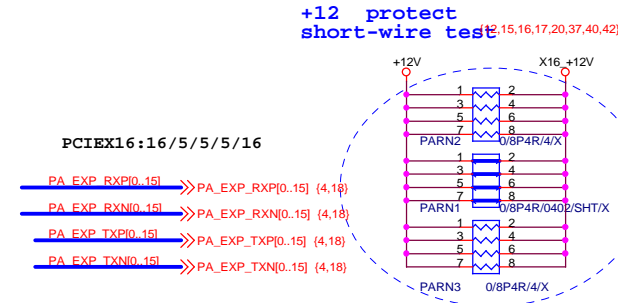 +12 protect
short-wire test
{12,15,16,17,20,37,40,42}
+12V X16_+12V
1 2
3 4
5 6
7 8
PARN2 0/8P4R/4/X
PCIEX16:16/5/5/5/16
1 2
3 4
5 6
7 8
PARN1 0/8P4R/0402/SHT/X
PA_EXP_RXP[0..15] PA_EXP_RXP[0..15] {4,18}
PA_EXP_RXN[0..15] PA_EXP_RXN[0..15] {4,18}
PA_EXP_TXP[0..15] PA_EXP_TXP[0..15] {4,18}
PA_EXP_TXN[0..15] PA_EXP_TXN[0..15] {4,18}
1 2
3 4
5 6
7 8
PARN3 0/8P4R/4/X